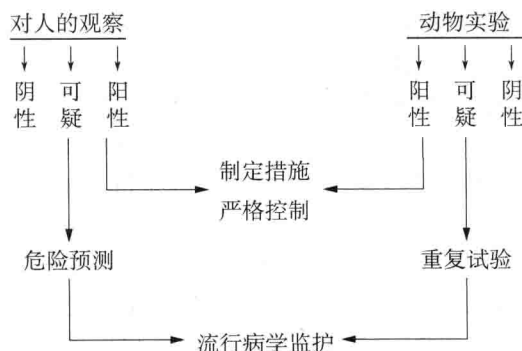 对人的观察
动物实验
阴性
可疑
阳性
阳性
可疑
阴性
制定措施
严格控制
危险预测
重复试验
流行病学监护